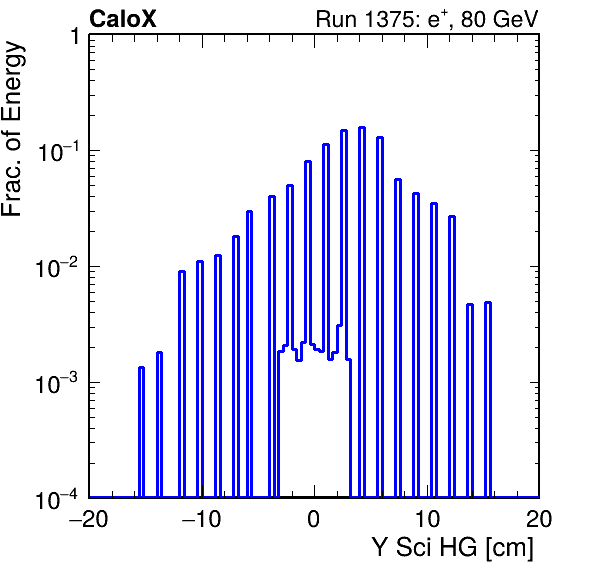 CaloX Run 1375: e⁺, 80 GeV
Frac. of Energy
1
10⁻¹
10⁻²
10⁻³
10⁻⁴
−20 −10 0 10 20
Y Sci HG [cm]